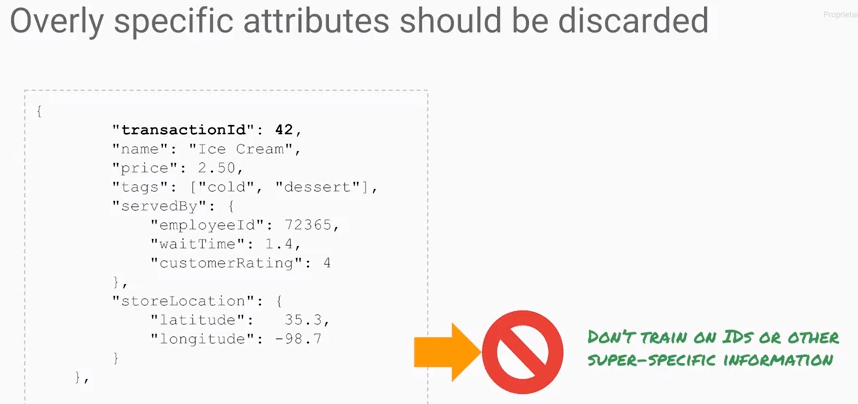 Overly specific attributes should be discarded
{
"transactionId": 42,
"name": "Ice Cream",
"price": 2.50,
"tags": ["cold", "dessert"],
"servedBy": {
"employeeId": 72365,
"waitTime": 1.4,
"customerRating": 4
},
"storeLocation": {
"latitude": 35.3,
"longitude": -98.7
}
},
DON'T TRAIN ON IDS OR OTHER
SUPER-SPECIFIC INFORMATION